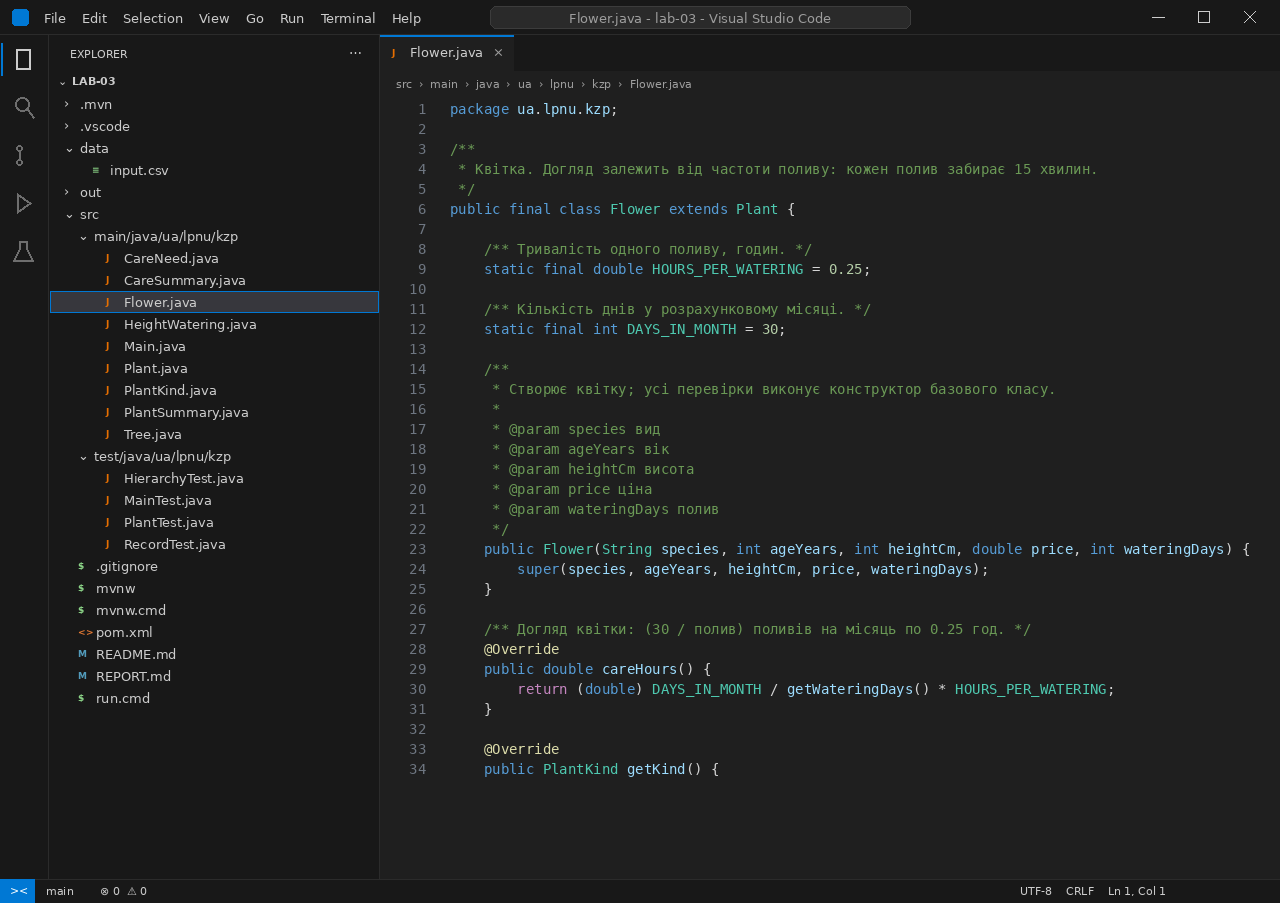 File Edit Selection View Go Run Terminal Help
Flower.java - lab-03 - Visual Studio Code
EXPLORER
LAB-03
.mvn
.vscode
data
input.csv
out
src
main/java/ua/lpnu/kzp
J CareNeed.java
J CareSummary.java
J Flower.java
J HeightWatering.java
J Main.java
J Plant.java
J PlantKind.java
J PlantSummary.java
J Tree.java
test/java/ua/lpnu/kzp
J HierarchyTest.java
J MainTest.java
J PlantTest.java
J RecordTest.java
$ .gitignore
$ mvnw
$ mvnw.cmd
<> pom.xml
M README.md
M REPORT.md
$ run.cmd
J Flower.java ×
src › main › java › ua › lpnu › kzp › Flower.java
1 package ua.lpnu.kzp;
2
3 /**
4  * Квітка. Догляд залежить від частоти поливу: кожен полив забирає 15 хвилин.
5  */
6 public final class Flower extends Plant {
7
8     /** Тривалість одного поливу, годин. */
9     static final double HOURS_PER_WATERING = 0.25;
10
11     /** Кількість днів у розрахунковому місяці. */
12     static final int DAYS_IN_MONTH = 30;
13
14     /**
15      * Створює квітку; усі перевірки виконує конструктор базового класу.
16      *
17      * @param species вид
18      * @param ageYears вік
19      * @param heightCm висота
20      * @param price ціна
21      * @param wateringDays полив
22      */
23     public Flower(String species, int ageYears, int heightCm, double price, int wateringDays) {
24         super(species, ageYears, heightCm, price, wateringDays);
25     }
26
27     /** Догляд квітки: (30 / полив) поливів на місяць по 0.25 год. */
28     @Override
29     public double careHours() {
30         return (double) DAYS_IN_MONTH / getWateringDays() * HOURS_PER_WATERING;
31     }
32
33     @Override
34     public PlantKind getKind() {
>< main ⊗ 0 ⚠ 0 UTF-8 CRLF Ln 1, Col 1